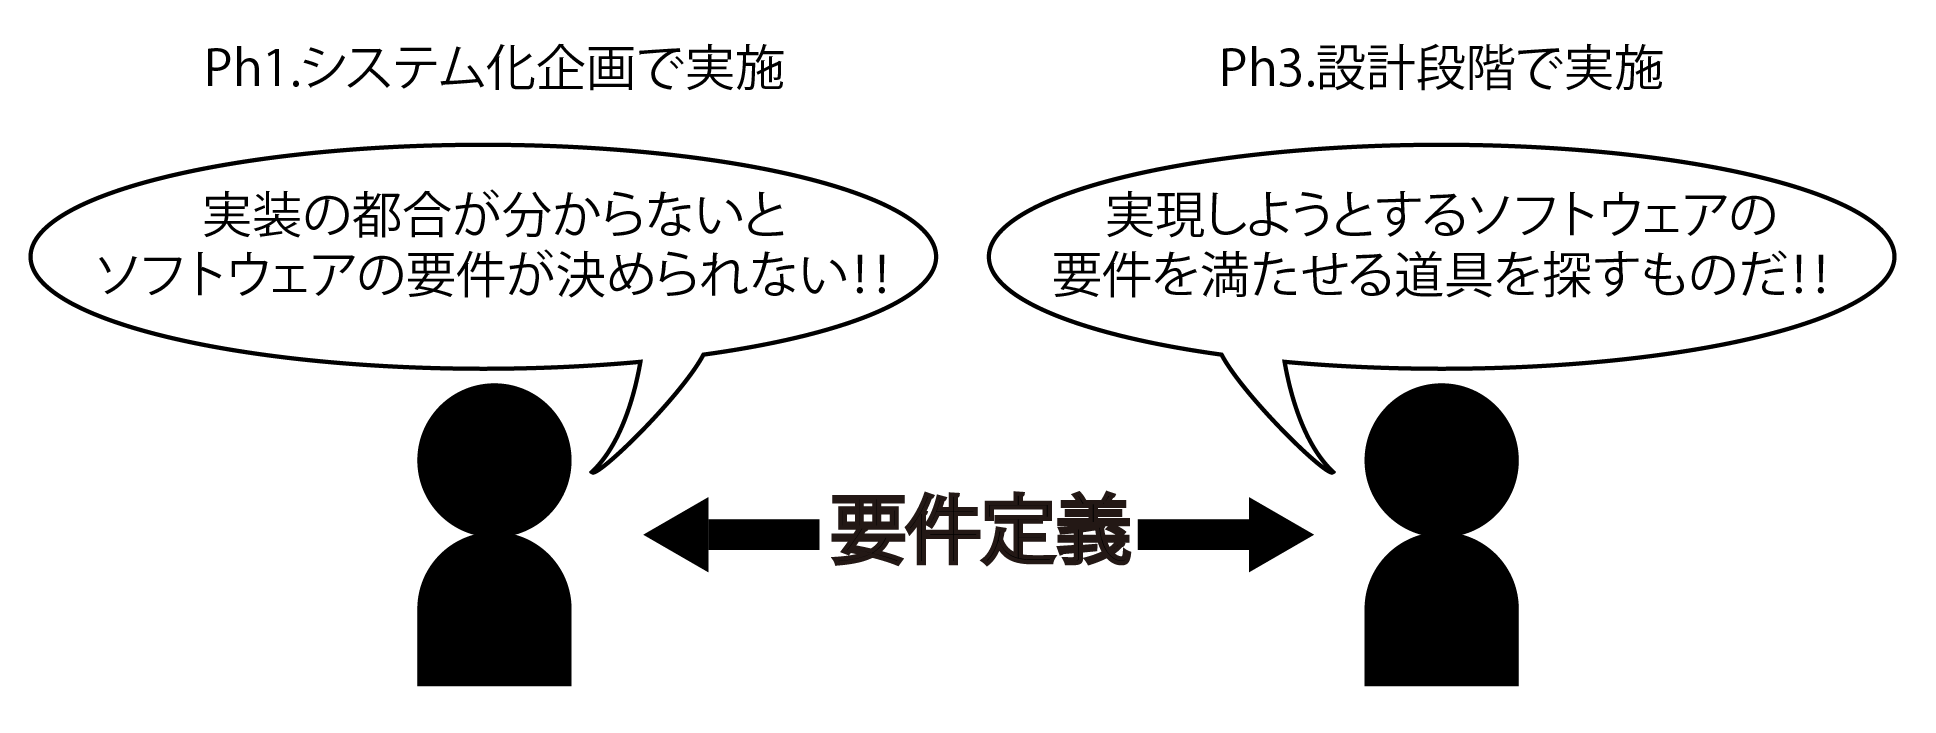 Ph1.システム化企画で実施
実装の都合が分からないと
ソフトウェアの要件が決められない!!
Ph3.設計段階で実施
実現しようとするソフトウェアの
要件を満たせる道具を探すものだ!!
要件定義